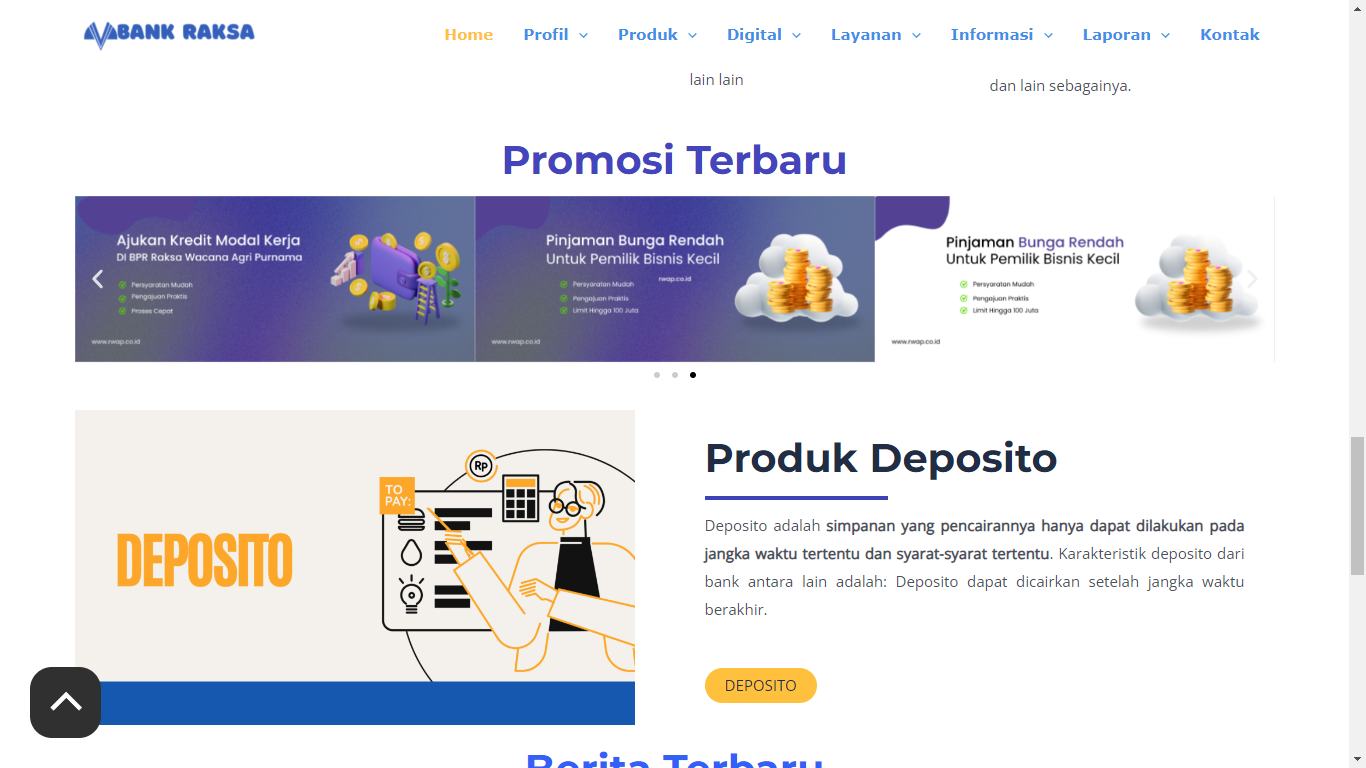 BANK RAKSA
Home Profil Produk Digital Layanan Informasi Laporan Kontak
lain lain
dan lain sebagainya.
Promosi Terbaru
Ajukan Kredit Modal Kerja
DI BPR Raksa Wacana Agri Purnama
Persyaratan Mudah
Pengajuan Praktis
Proses Cepat
www.rwap.co.id
Pinjaman Bunga Rendah
Untuk Pemilik Bisnis Kecil
rwap.co.id
Persyaratan Mudah
Pengajuan Praktis
Limit Hingga 100 Juta
www.rwap.co.id
Pinjaman Bunga Rendah
Untuk Pemilik Bisnis Kecil
Persyaratan Mudah
Pengajuan Praktis
Limit Hingga 100 Juta
www.rwap.co.id
DEPOSITO
Rp
TO
PAY:
Produk Deposito
Deposito adalah simpanan yang pencairannya hanya dapat dilakukan pada
jangka waktu tertentu dan syarat-syarat tertentu. Karakteristik deposito dari
bank antara lain adalah: Deposito dapat dicairkan setelah jangka waktu
berakhir.
DEPOSITO
Berita Terbaru